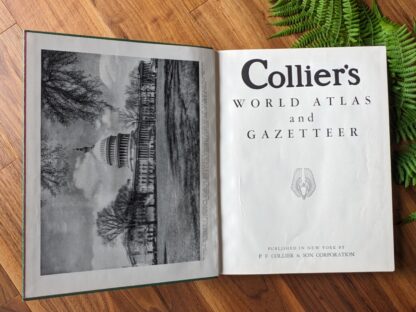 Collier's
WORLD ATLAS
and
GAZETTEER
PUBLISHED IN NEW YORK BY
P. F. COLLIER & SON CORPORATION